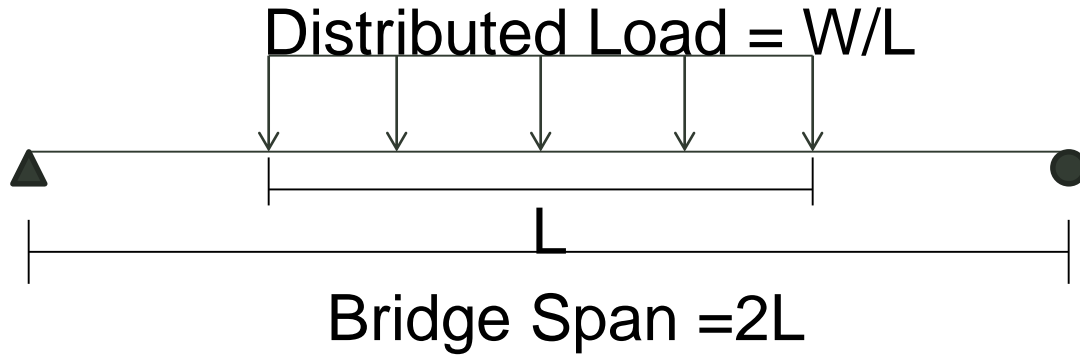 Distributed Load = W/L
L
Bridge Span =2L